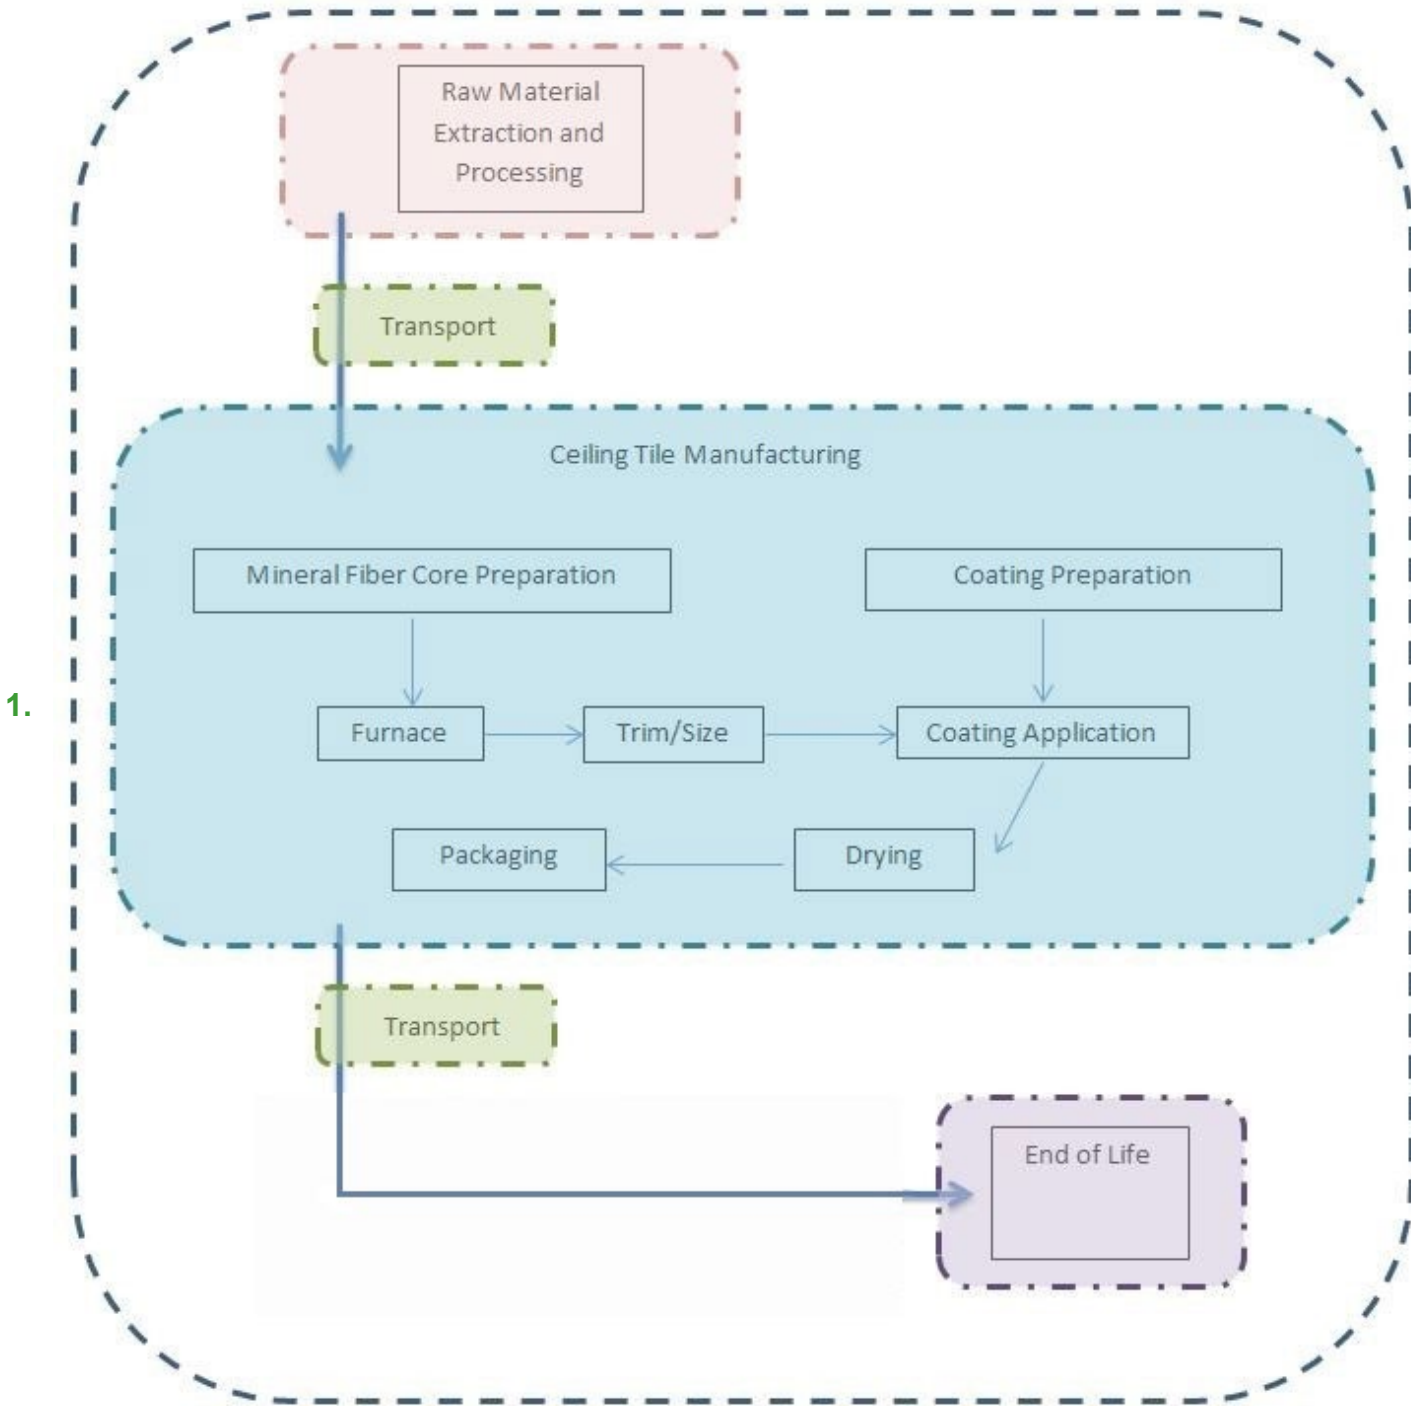 Raw Material
Extraction and
Processing
Transport
Ceiling Tile Manufacturing
Mineral Fiber Core Preparation
Coating Preparation
1.
Furnace
Trim/Size
Coating Application
Packaging
Drying
Transport
End of Life